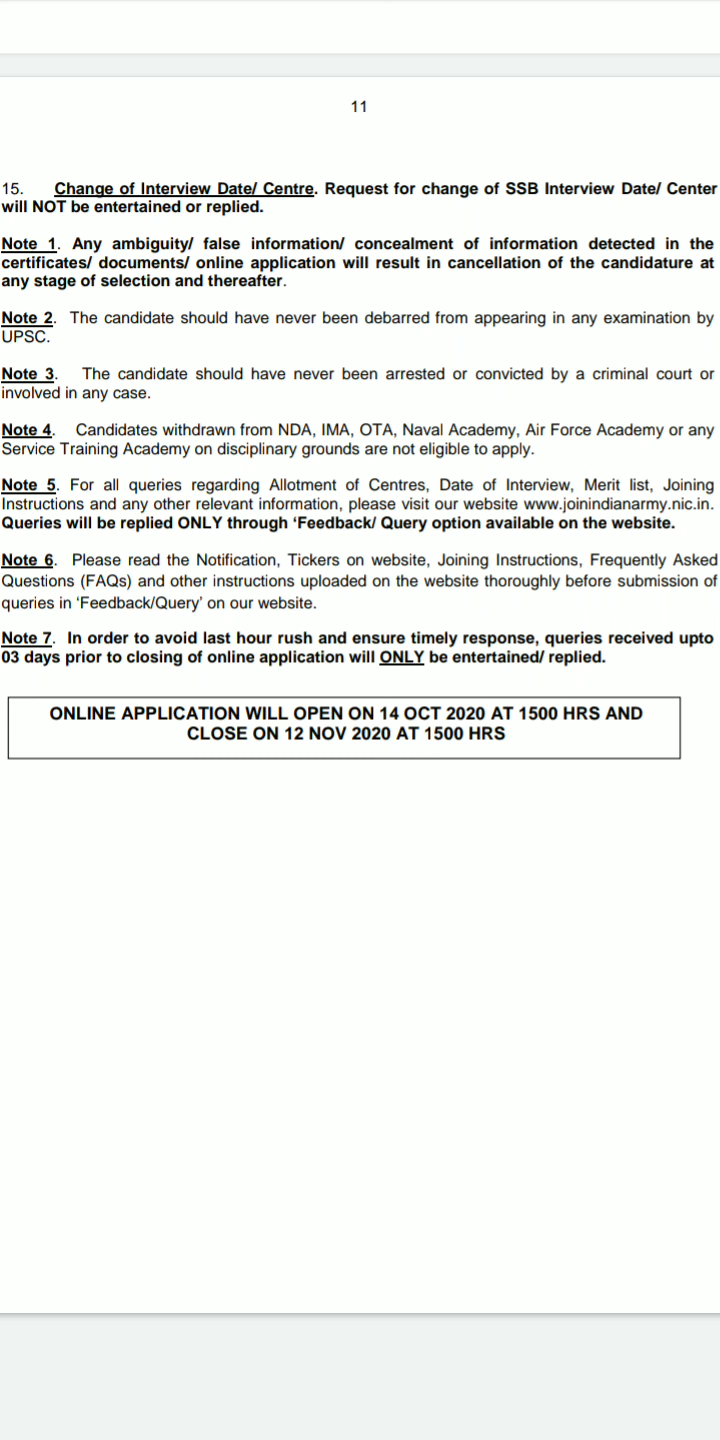 11
15. Change of Interview Date/ Centre. Request for change of SSB Interview Date/ Center
will NOT be entertained or replied.
Note 1. Any ambiguity/ false information/ concealment of information detected in the
certificates/ documents/ online application will result in cancellation of the candidature at
any stage of selection and thereafter.
Note 2. The candidate should have never been debarred from appearing in any examination by
UPSC.
Note 3. The candidate should have never been arrested or convicted by a criminal court or
involved in any case.
Note 4. Candidates withdrawn from NDA, IMA, OTA, Naval Academy, Air Force Academy or any
Service Training Academy on disciplinary grounds are not eligible to apply.
Note 5. For all queries regarding Allotment of Centres, Date of Interview, Merit list, Joining
Instructions and any other relevant information, please visit our website www.joinindianarmy.nic.in.
Queries will be replied ONLY through ‘Feedback/ Query option available on the website.
Note 6. Please read the Notification, Tickers on website, Joining Instructions, Frequently Asked
Questions (FAQs) and other instructions uploaded on the website thoroughly before submission of
queries in ‘Feedback/Query’ on our website.
Note 7. In order to avoid last hour rush and ensure timely response, queries received upto
03 days prior to closing of online application will ONLY be entertained/ replied.
ONLINE APPLICATION WILL OPEN ON 14 OCT 2020 AT 1500 HRS AND
CLOSE ON 12 NOV 2020 AT 1500 HRS